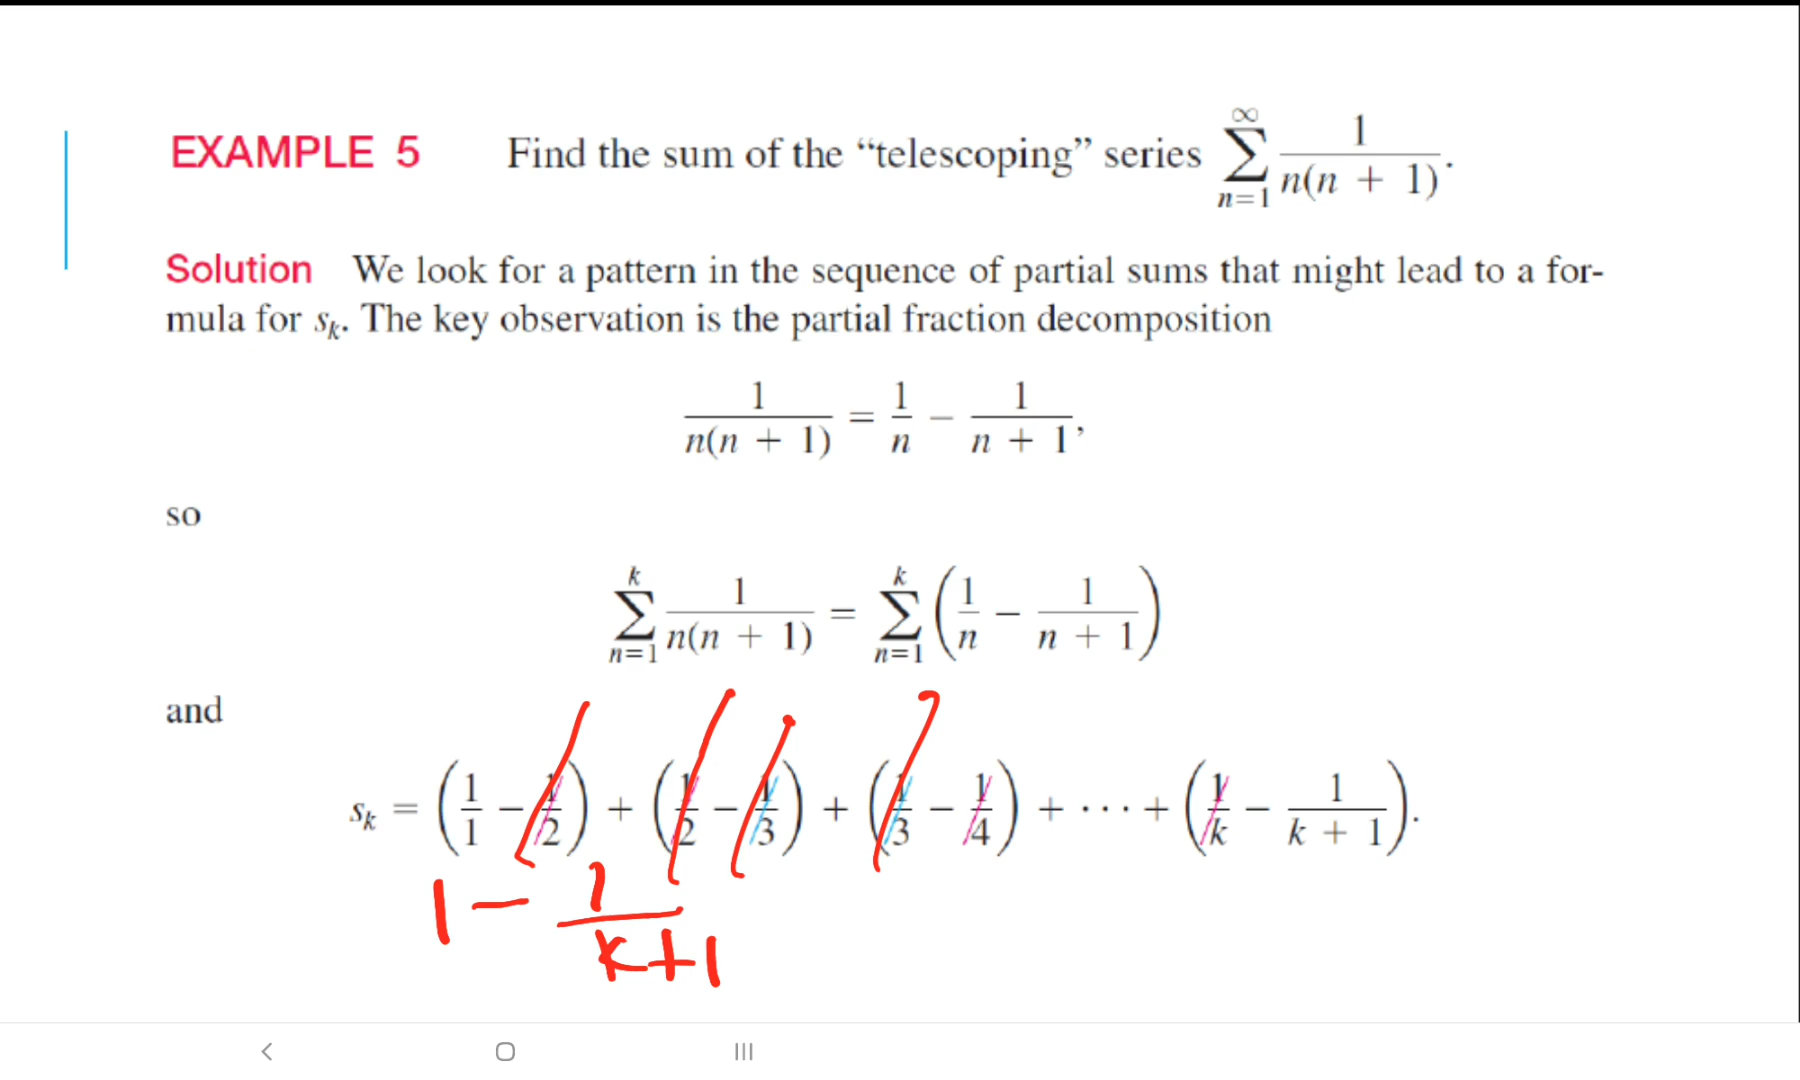 EXAMPLE 5 Find the sum of the “telescoping” series ∑_{n=1}^{∞} 1/(n(n + 1)).
Solution We look for a pattern in the sequence of partial sums that might lead to a for-
mula for s_k. The key observation is the partial fraction decomposition
1/(n(n + 1)) = 1/n − 1/(n + 1),
so
∑_{n=1}^{k} 1/(n(n + 1)) = ∑_{n=1}^{k} (1/n − 1/(n + 1))
and
s_k = (1/1 − 1/2) + (1/2 − 1/3) + (1/3 − 1/4) + ··· + (1/k − 1/(k + 1)).
1 − 1/(k+1)